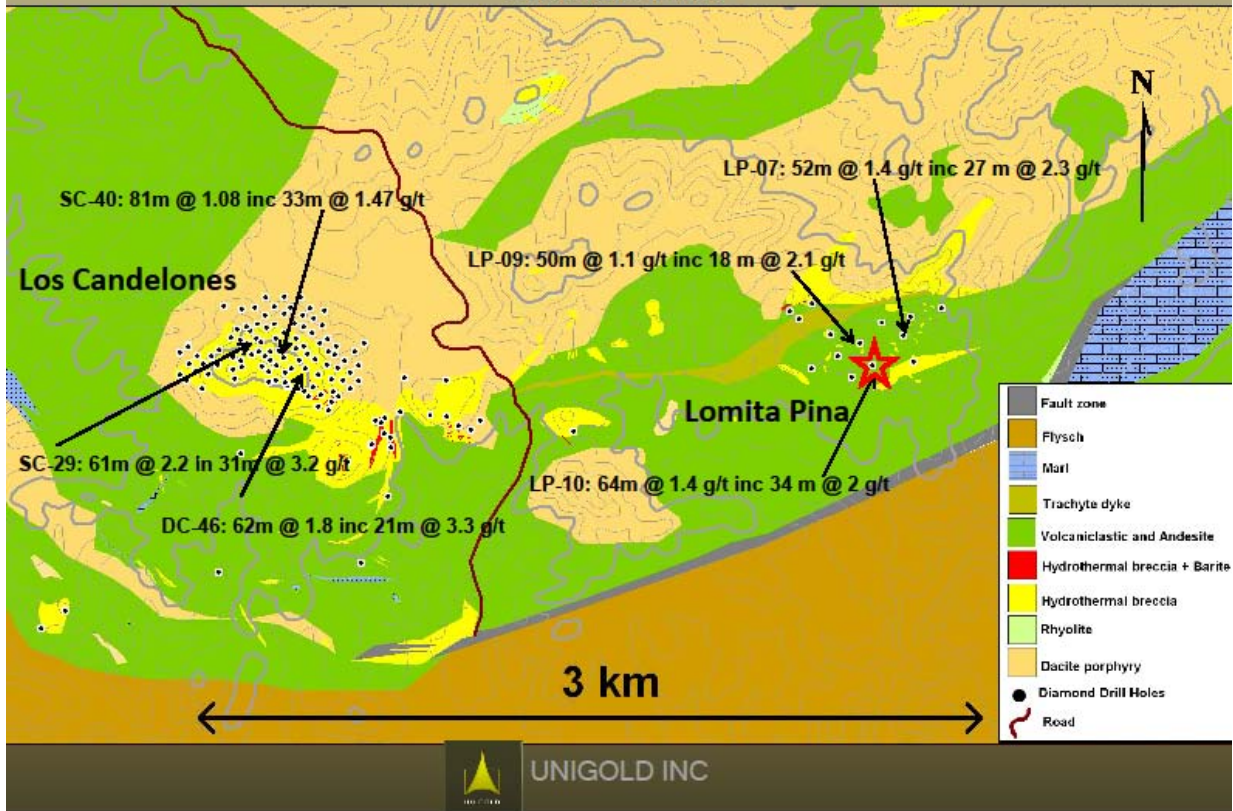 N
LP-07: 52m @ 1.4 g/t inc 27 m @ 2.3 g/t
SC-40: 81m @ 1.08 inc 33m @ 1.47 g/t
LP-09: 50m @ 1.1 g/t inc 18 m @ 2.1 g/t
Los Candelones
Lomita Pina
SC-29: 61m @ 2.2 in 31m @ 3.2 g/t
LP-10: 64m @ 1.4 g/t inc 34 m @ 2 g/t
DC-46: 62m @ 1.8 inc 21m @ 3.3 g/t
Fault zone
Flysch
Marl
Trachyte dyke
Volcaniclastic and Andesite
Hydrothermal breccia + Barite
Hydrothermal breccia
Rhyolite
Dacite porphyry
Diamond Drill Holes
Road
3 km
UNIGOLD INC